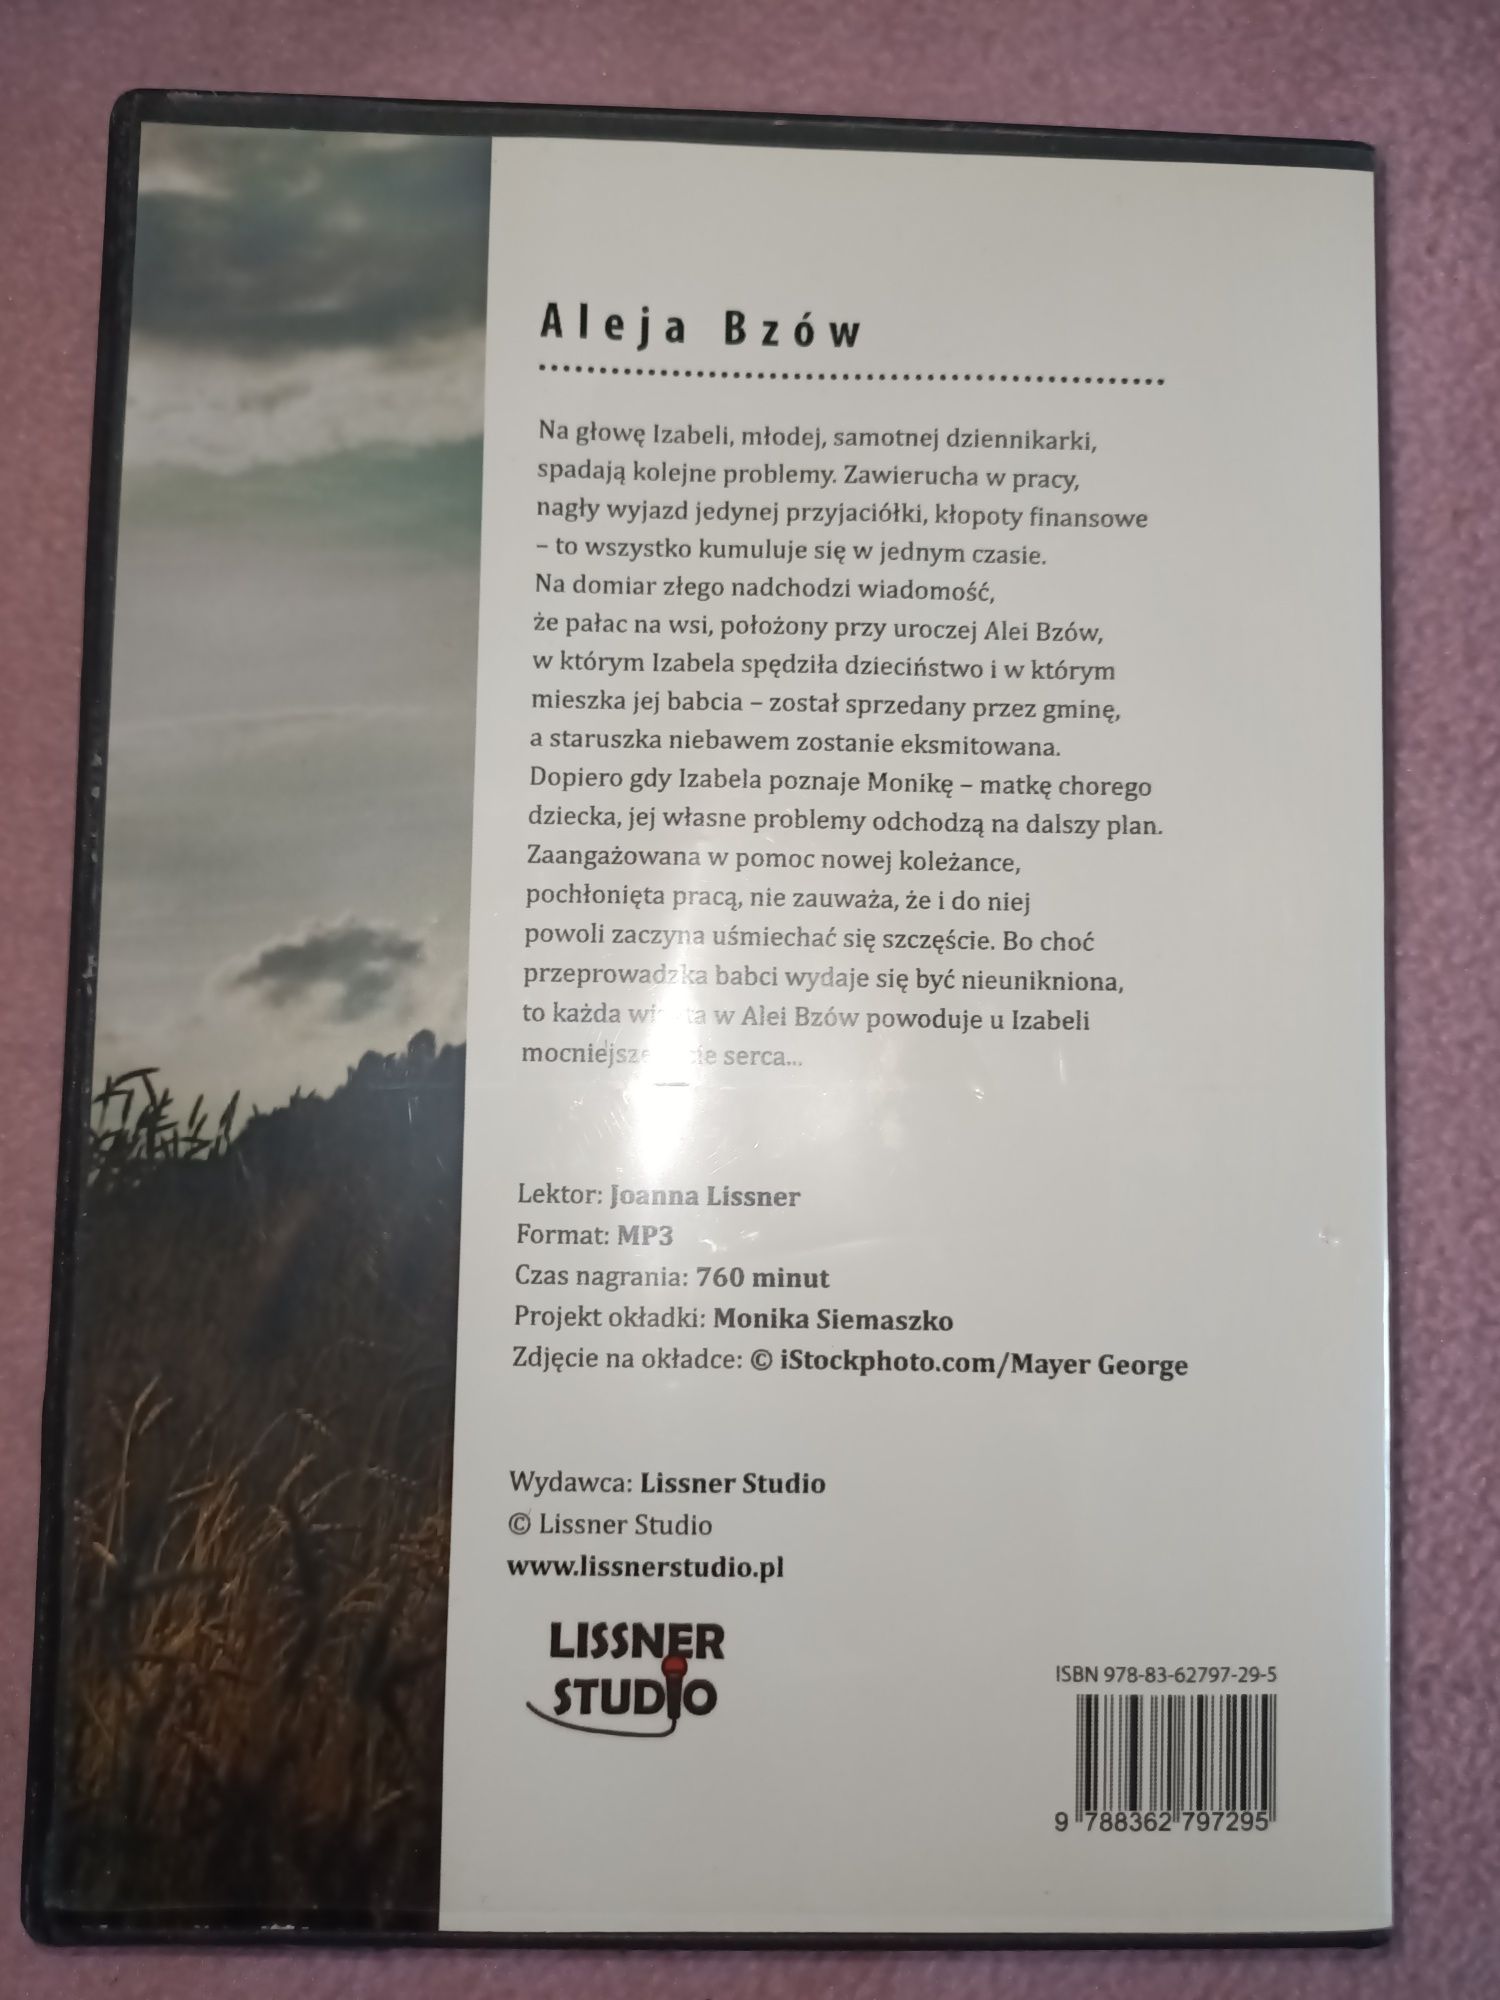 Aleja Bzów
Na głowę Izabeli, młodej, samotnej dziennikarki,
spadają kolejne problemy. Zawierucha w pracy,
nagły wyjazd jedynej przyjaciółki, kłopoty finansowe
– to wszystko kumuluje się w jednym czasie.
Na domiar złego nadchodzi wiadomość,
że pałac na wsi, położony przy uroczej Alei Bzów,
w którym Izabela spędziła dzieciństwo i w którym
mieszka jej babcia – został sprzedany przez gminę,
a staruszka niebawem zostanie eksmitowana.
Dopiero gdy Izabela poznaje Monikę – matkę chorego
dziecka, jej własne problemy odchodzą na dalszy plan.
Zaangażowana w pomoc nowej koleżance,
pochłonięta pracą, nie zauważa, że i do niej
powoli zaczyna uśmiechać się szczęście. Bo choć
przeprowadzka babci wydaje się być nieunikniona,
to każda w Alei Bzów powoduje u Izabeli
serca...
Lektor: Joanna Lissner
Format: MP3
Czas nagrania: 760 minut
Projekt okładki: Monika Siemaszko
Zdjęcie na okładce: © iStockphoto.com/Mayer George
Wydawca: Lissner Studio
© Lissner Studio
www.lissnerstudio.pl
LISSNER
STUDIO
ISBN 978-83-62797-29-5
9 788362 797295